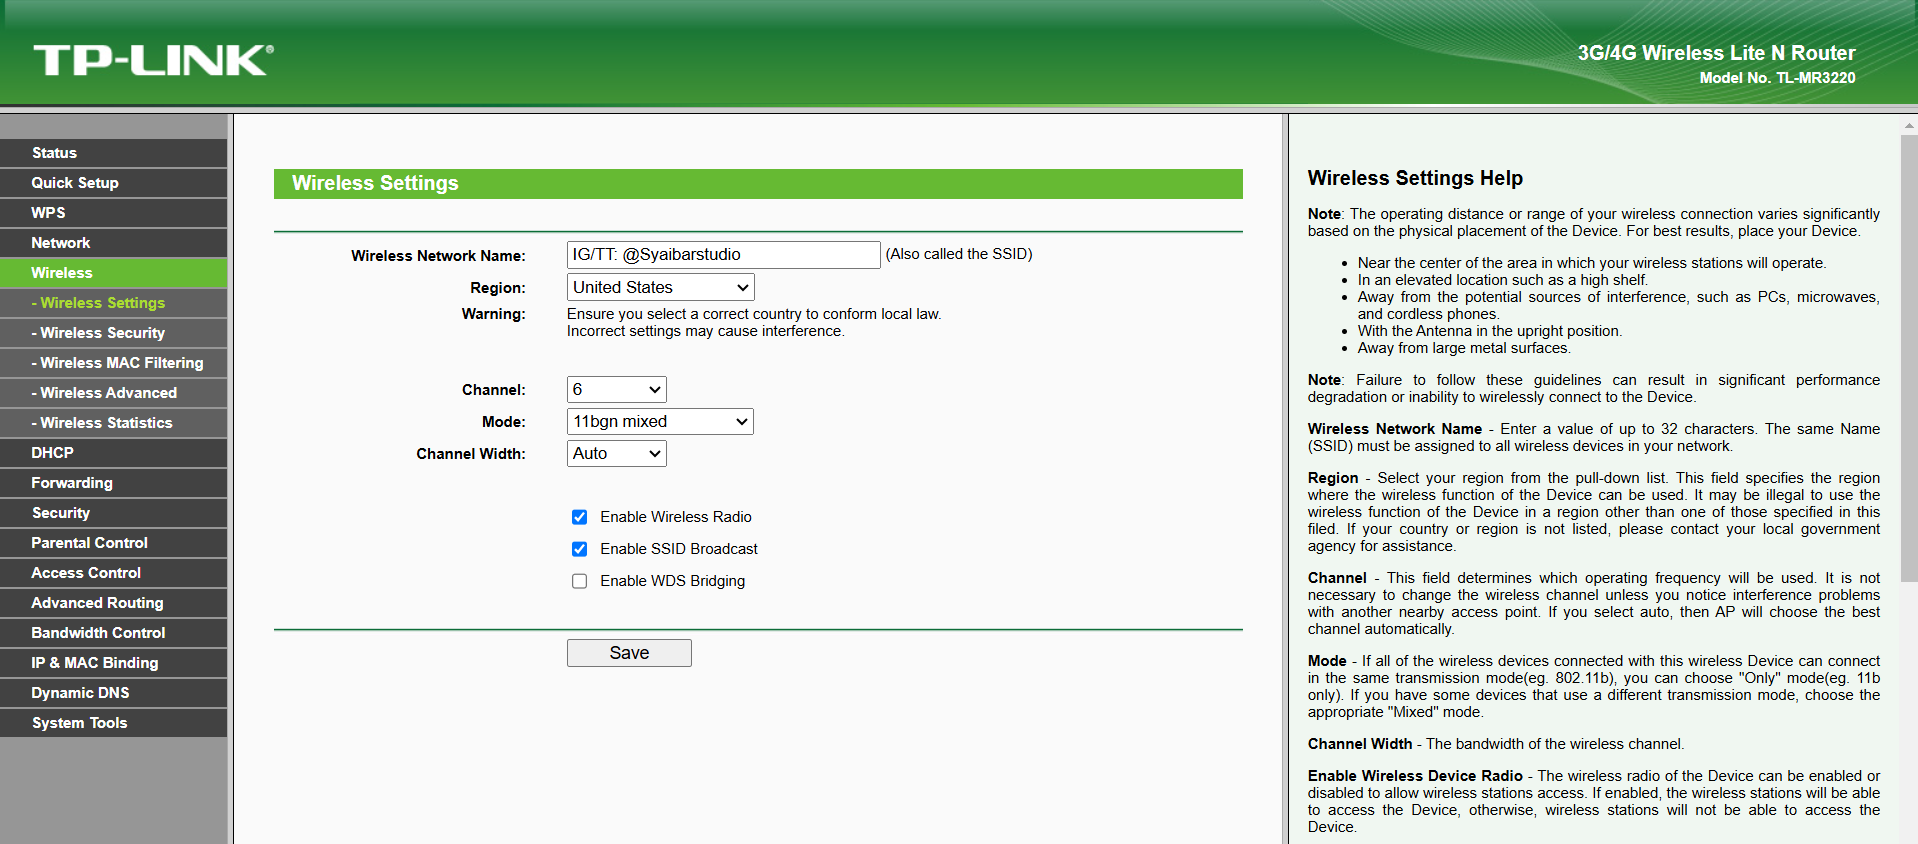 TP-LINK®
3G/4G Wireless Lite N Router
Model No. TL-MR3220
Status
Quick Setup
WPS
Network
Wireless
- Wireless Settings
- Wireless Security
- Wireless MAC Filtering
- Wireless Advanced
- Wireless Statistics
DHCP
Forwarding
Security
Parental Control
Access Control
Advanced Routing
Bandwidth Control
IP & MAC Binding
Dynamic DNS
System Tools
Wireless Settings
Wireless Network Name: IG/TT: @Syaibarstudio (Also called the SSID)
Region: United States
Warning: Ensure you select a correct country to conform local law.
Incorrect settings may cause interference.
Channel: 6
Mode: 11bgn mixed
Channel Width: Auto
Enable Wireless Radio
Enable SSID Broadcast
Enable WDS Bridging
Save
Wireless Settings Help
Note: The operating distance or range of your wireless connection varies significantly
based on the physical placement of the Device. For best results, place your Device.
• Near the center of the area in which your wireless stations will operate.
• In an elevated location such as a high shelf.
• Away from the potential sources of interference, such as PCs, microwaves,
and cordless phones.
• With the Antenna in the upright position.
• Away from large metal surfaces.
Note: Failure to follow these guidelines can result in significant performance
degradation or inability to wirelessly connect to the Device.
Wireless Network Name - Enter a value of up to 32 characters. The same Name
(SSID) must be assigned to all wireless devices in your network.
Region - Select your region from the pull-down list. This field specifies the region
where the wireless function of the Device can be used. It may be illegal to use the
wireless function of the Device in a region other than one of those specified in this
filed. If your country or region is not listed, please contact your local government
agency for assistance.
Channel - This field determines which operating frequency will be used. It is not
necessary to change the wireless channel unless you notice interference problems
with another nearby access point. If you select auto, then AP will choose the best
channel automatically.
Mode - If all of the wireless devices connected with this wireless Device can connect
in the same transmission mode(eg. 802.11b), you can choose "Only" mode(eg. 11b
only). If you have some devices that use a different transmission mode, choose the
appropriate "Mixed" mode.
Channel Width - The bandwidth of the wireless channel.
Enable Wireless Device Radio - The wireless radio of the Device can be enabled or
disabled to allow wireless stations access. If enabled, the wireless stations will be able
to access the Device, otherwise, wireless stations will not be able to access the
Device.